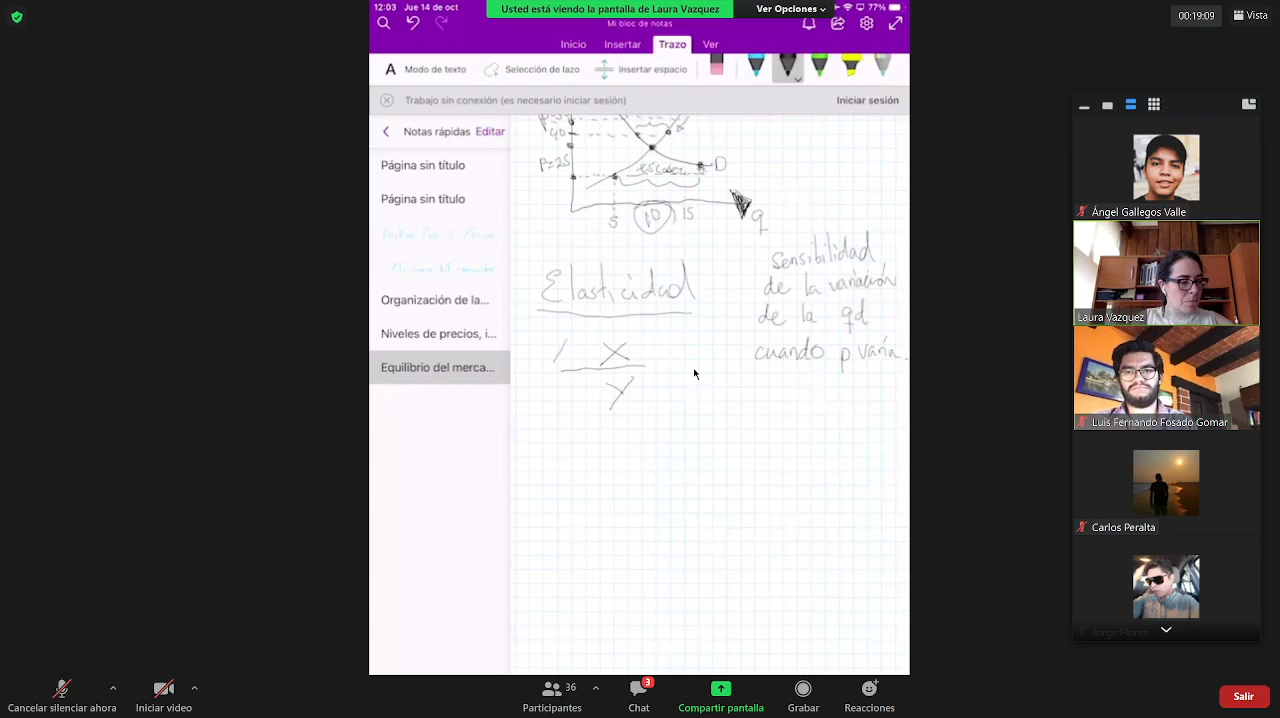 12:03 Jue 14 de oct
Usted está viendo la pantalla de Laura Vazquez
Ver Opciones
77%
00:19:09
Vista
Mi bloc de notas
Inicio Insertar Trazo Ver
A Modo de texto Selección de lazo Insertar espacio
Trabajo sin conexión (es necesario iniciar sesión) Iniciar sesión
Notas rápidas Editar
Página sin título
Página sin título
Organización de la...
Niveles de precios, i...
Equilibrio del merca...
40
P=25
D
5 10 15
q
Elasticidad
X
Y
Sensibilidad
de la variación
de la qd
cuando p varía.
Ángel Gallegos Valle
Laura Vazquez
Luis Fernando Fosado Gomar
Carlos Peralta
Jorge Flores
Cancelar silenciar ahora
Iniciar video
36
Participantes
3
Chat
Compartir pantalla
Grabar
Reacciones
Salir